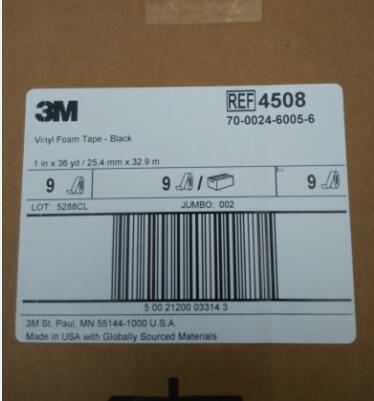 3M
REF 4508
70-0024-6005-6
Vinyl Foam Tape - Black
1 in x 36 yd / 25.4 mm x 32.9 m
9 9 / 9
LOT: 5288CL JUMBO: 002
5 00 21200 03314 3
3M St. Paul, MN 55144-1000 U.S.A.
Made in USA with Globally Sourced Materials